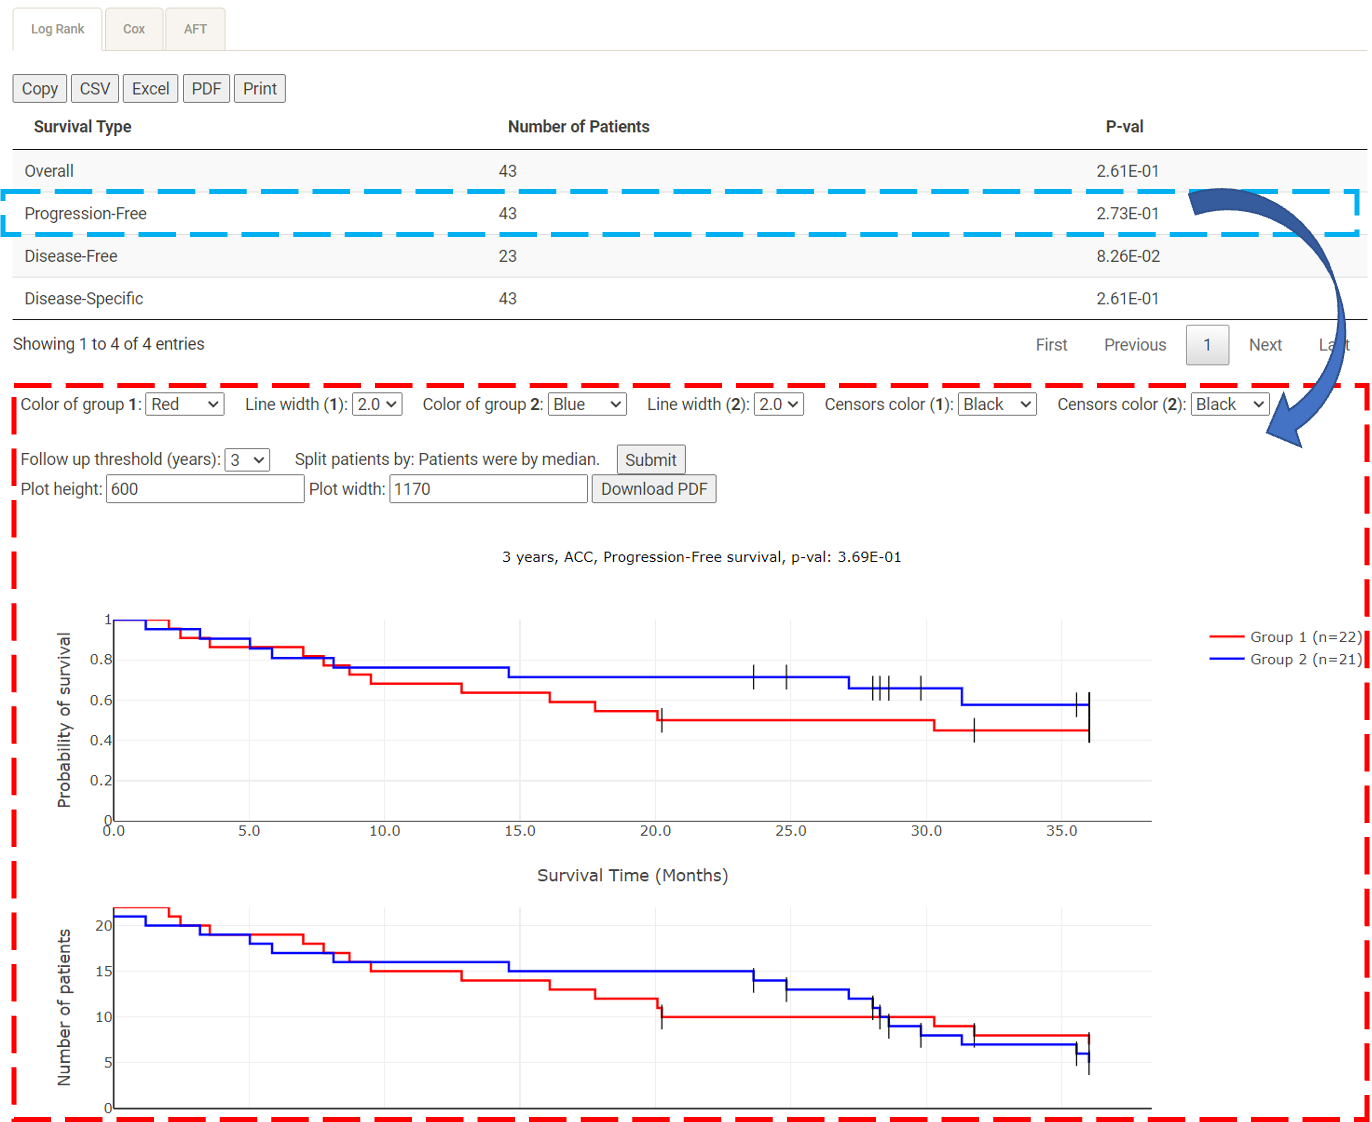 Log Rank Cox AFT
Copy CSV Excel PDF Print
Survival Type Number of Patients P-val
Overall 43 2.61E-01
Progression-Free 43 2.73E-01
Disease-Free 23 8.26E-02
Disease-Specific 43 2.61E-01
Showing 1 to 4 of 4 entries First Previous 1 Next Last
Color of group 1: Red Line width (1): 2.0 Color of group 2: Blue Line width (2): 2.0 Censors color (1): Black Censors color (2): Black
Follow up threshold (years): 3 Split patients by: Patients were by median. Submit
Plot height: 600 Plot width: 1170 Download PDF
3 years, ACC, Progression-Free survival, p-val: 3.69E-01
Probability of survival
1
0.8
0.6
0.4
0.2
0
0.0 5.0 10.0 15.0 20.0 25.0 30.0 35.0
Group 1 (n=22)
Group 2 (n=21)
Survival Time (Months)
Number of patients
20
15
10
5
0